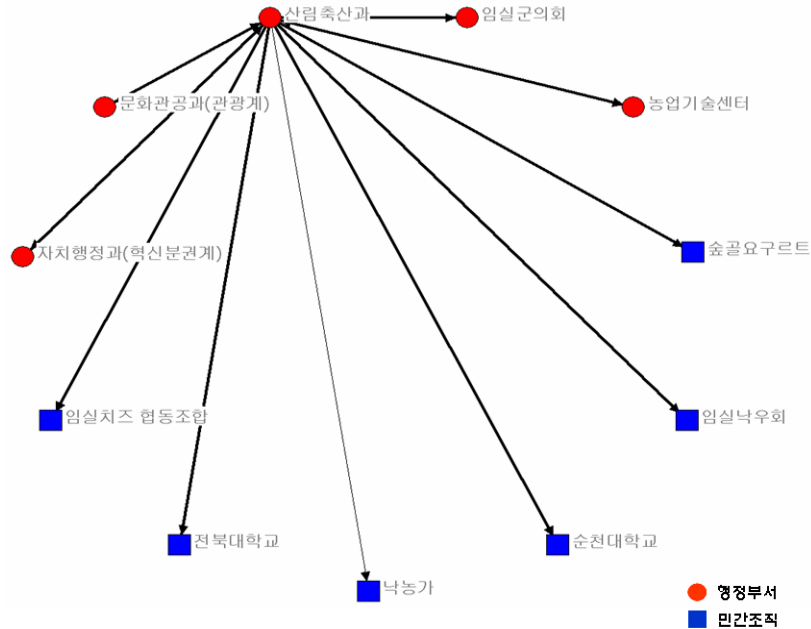 산림축산과
임실군의회
문화관공과(관광계)
농업기술센터
자치행정과(혁신분권계)
숲골요구르트
임실치즈 협동조합
임실낙우회
전북대학교
순천대학교
낙농가
행정부서
민간조직